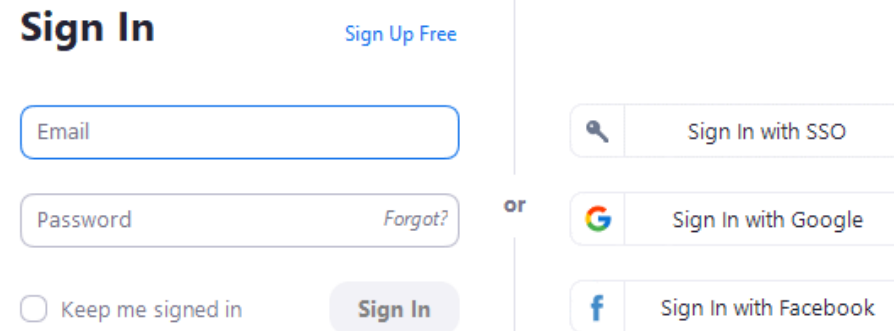 Sign In
Sign Up Free
Email
Password
Forgot?
Keep me signed in
Sign In
or
Sign In with SSO
Sign In with Google
Sign In with Facebook